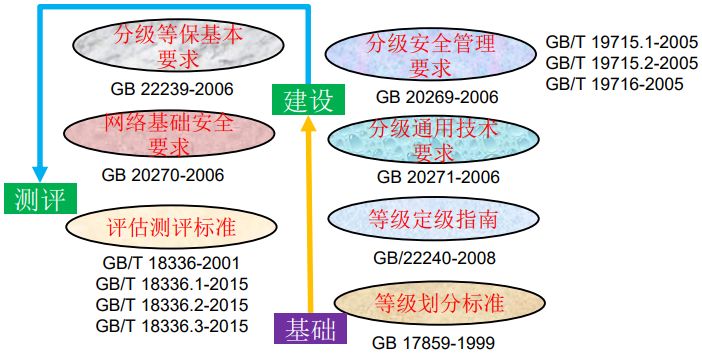 分级等保基本
要求
GB 22239-2006
网络基础安全
要求
GB 20270-2006
测评
评估测评标准
GB/T 18336-2001
GB/T 18336.1-2015
GB/T 18336.2-2015
GB/T 18336.3-2015
建设
分级安全管理
要求
GB 20269-2006
GB/T 19715.1-2005
GB/T 19715.2-2005
GB/T 19716-2005
分级通用技术
要求
GB 20271-2006
等级定级指南
GB/22240-2008
等级划分标准
GB 17859-1999
基础